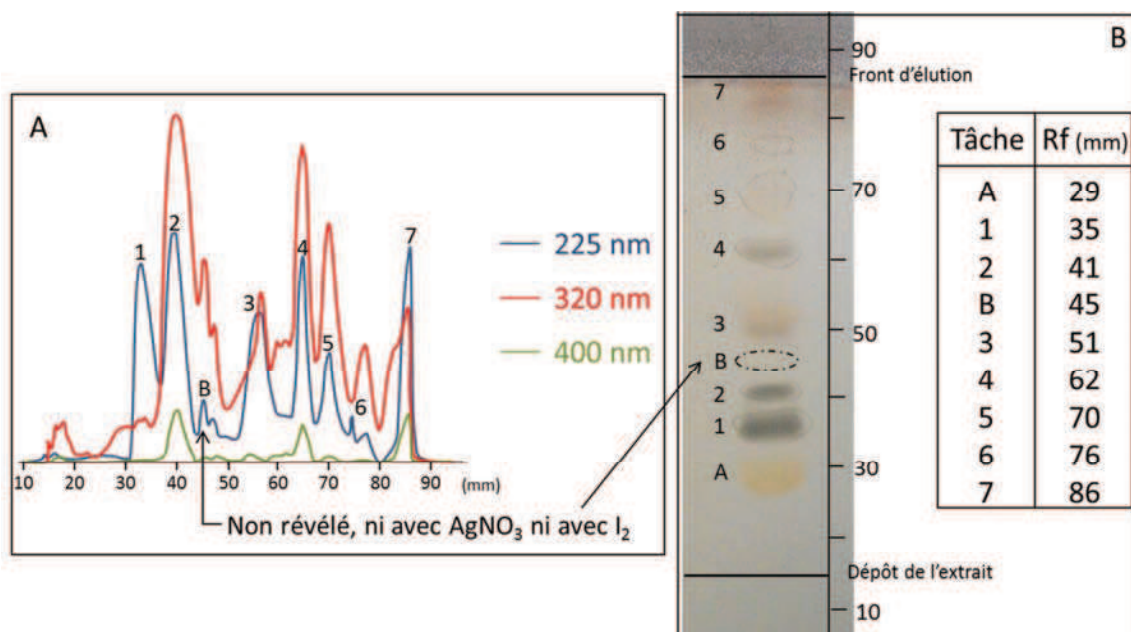 A
1
2
B
3
4
5
6
7
225 nm
320 nm
400 nm
10 20 30 40 50 60 70 80 90 (mm)
Non révélé, ni avec AgNO₃ ni avec I₂
B
90
Front d'élution
7
6
70
5
4
50
3
B
2
1
30
A
Dépôt de l'extrait
10
Tâche Rf (mm)
A 29
1 35
2 41
B 45
3 51
4 62
5 70
6 76
7 86